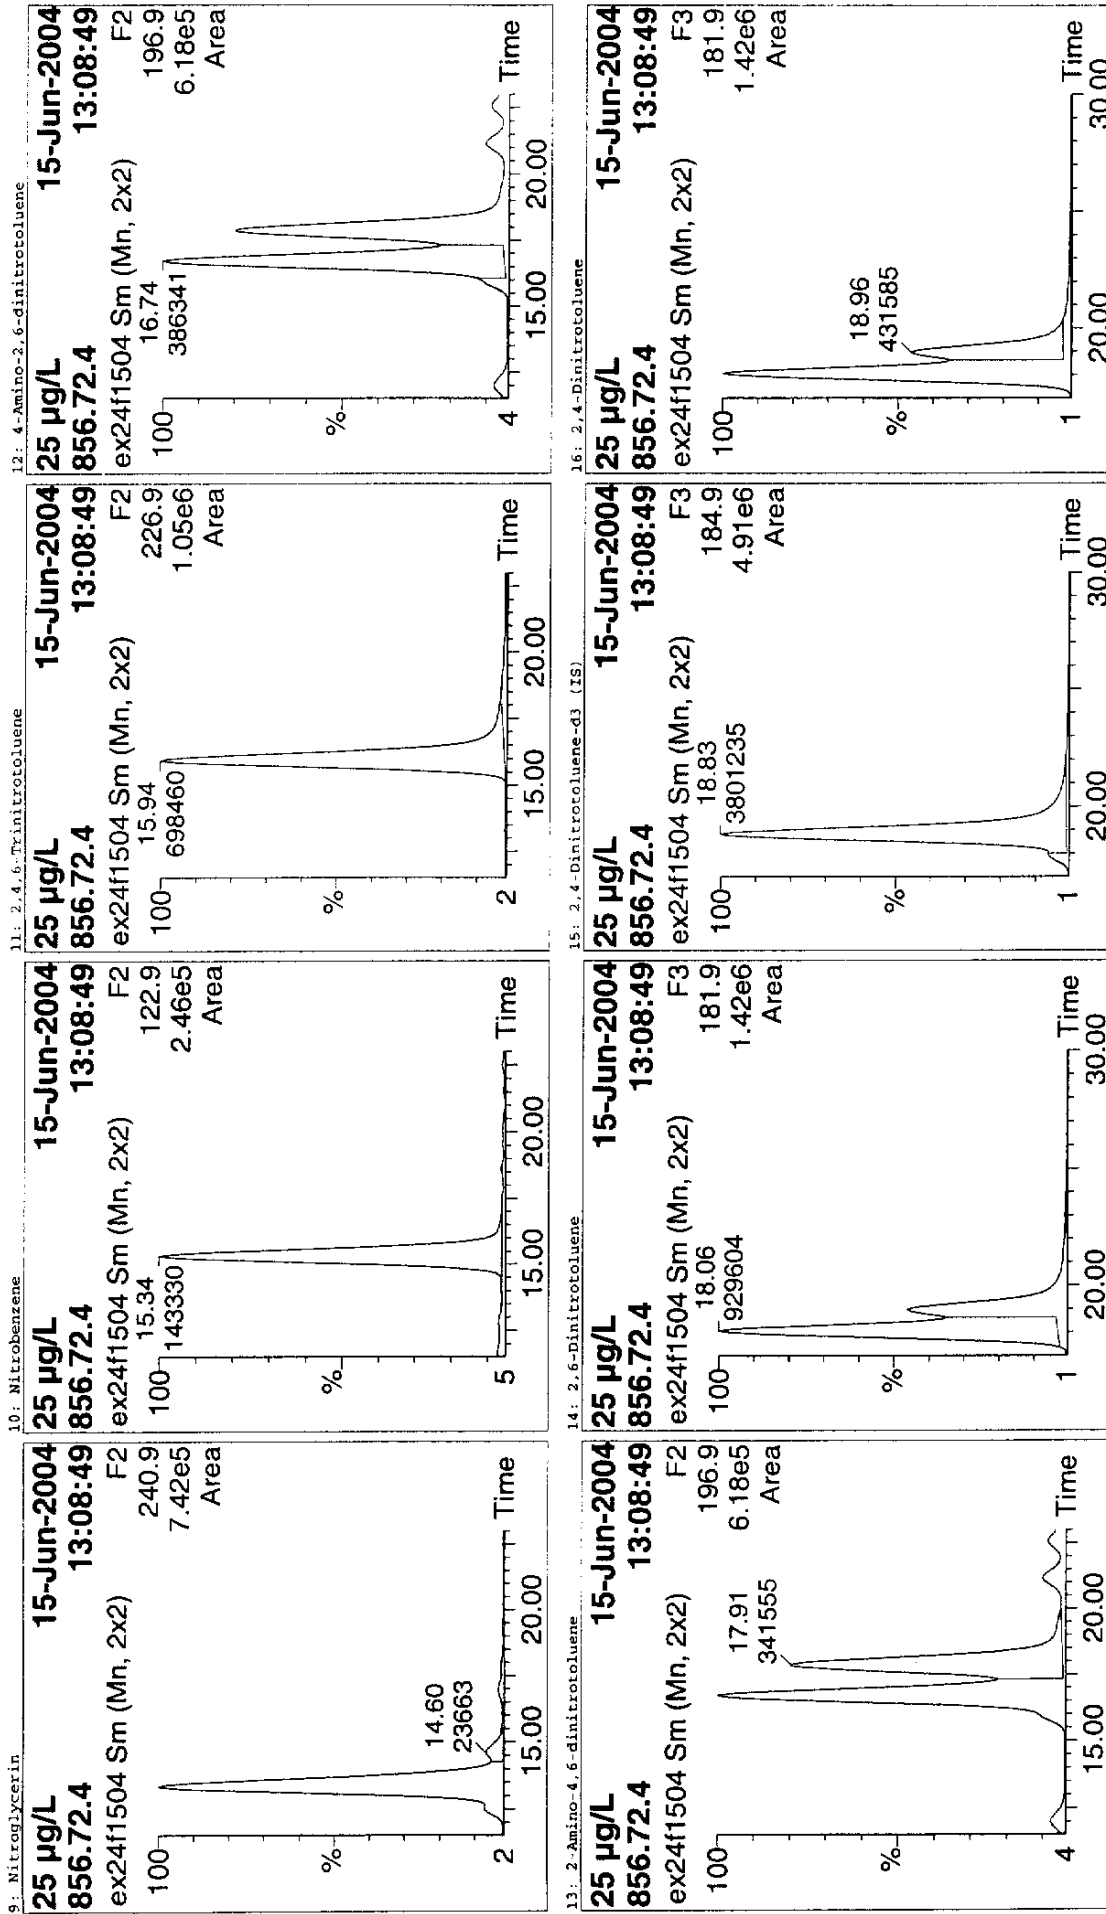 9: Nitroglycerin
25 µg/L 15-Jun-2004
856.72.4 13:08:49
ex24f1504 Sm (Mn, 2x2) F2
240.9
7.42e5
Area
100
%
2
14.60
23663
15.00 20.00 Time
10: Nitrobenzene
25 µg/L 15-Jun-2004
856.72.4 13:08:49
ex24f1504 Sm (Mn, 2x2) F2
122.9
2.46e5
Area
15.34
143330
100
%
5
15.00 20.00 Time
11: 2,4,6-Trinitrotoluene
25 µg/L 15-Jun-2004
856.72.4 13:08:49
ex24f1504 Sm (Mn, 2x2) F2
226.9
1.05e6
Area
15.94
698460
100
%
2
15.00 20.00 Time
12: 4-Amino-2,6-dinitrotoluene
25 µg/L 15-Jun-2004
856.72.4 13:08:49
ex24f1504 Sm (Mn, 2x2) F2
196.9
6.18e5
Area
16.74
386341
100
%
4
15.00 20.00 Time
13: 2-Amino-4,6-dinitrotoluene
25 µg/L 15-Jun-2004
856.72.4 13:08:49
ex24f1504 Sm (Mn, 2x2) F2
196.9
6.18e5
Area
100
%
4
17.91
341555
15.00 20.00 Time
14: 2,6-Dinitrotoluene
25 µg/L 15-Jun-2004
856.72.4 13:08:49
ex24f1504 Sm (Mn, 2x2) F3
181.9
1.42e6
Area
18.06
929604
100
%
1
20.00 30.00 Time
15: 2,4-Dinitrotoluene-d3 (IS)
25 µg/L 15-Jun-2004
856.72.4 13:08:49
ex24f1504 Sm (Mn, 2x2) F3
184.9
4.91e6
Area
18.83
3801235
100
%
1
20.00 30.00 Time
16: 2,4-Dinitrotoluene
25 µg/L 15-Jun-2004
856.72.4 13:08:49
ex24f1504 Sm (Mn, 2x2) F3
181.9
1.42e6
Area
100
%
1
18.96
431585
20.00 30.00 Time